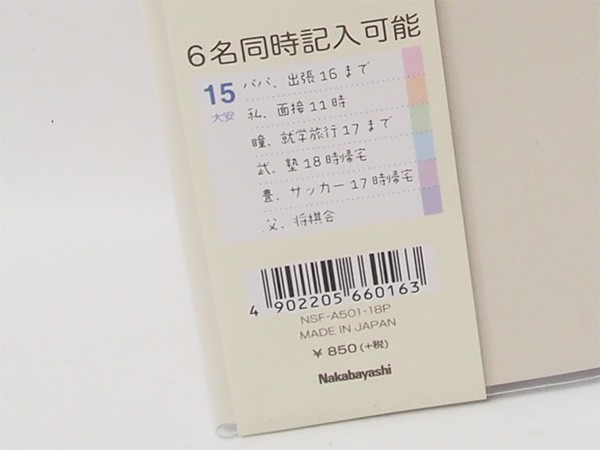 6名同時記入可能
15
大安
パパ、出張16まで
私、面接11時
瞳、就学旅行17まで
武、塾18時帰宅
豊、サッカー17時帰宅
父、将棋会
4 902205 660163
NSF-A501-18P
MADE IN JAPAN
¥ 850 (+税)
Nakabayashi